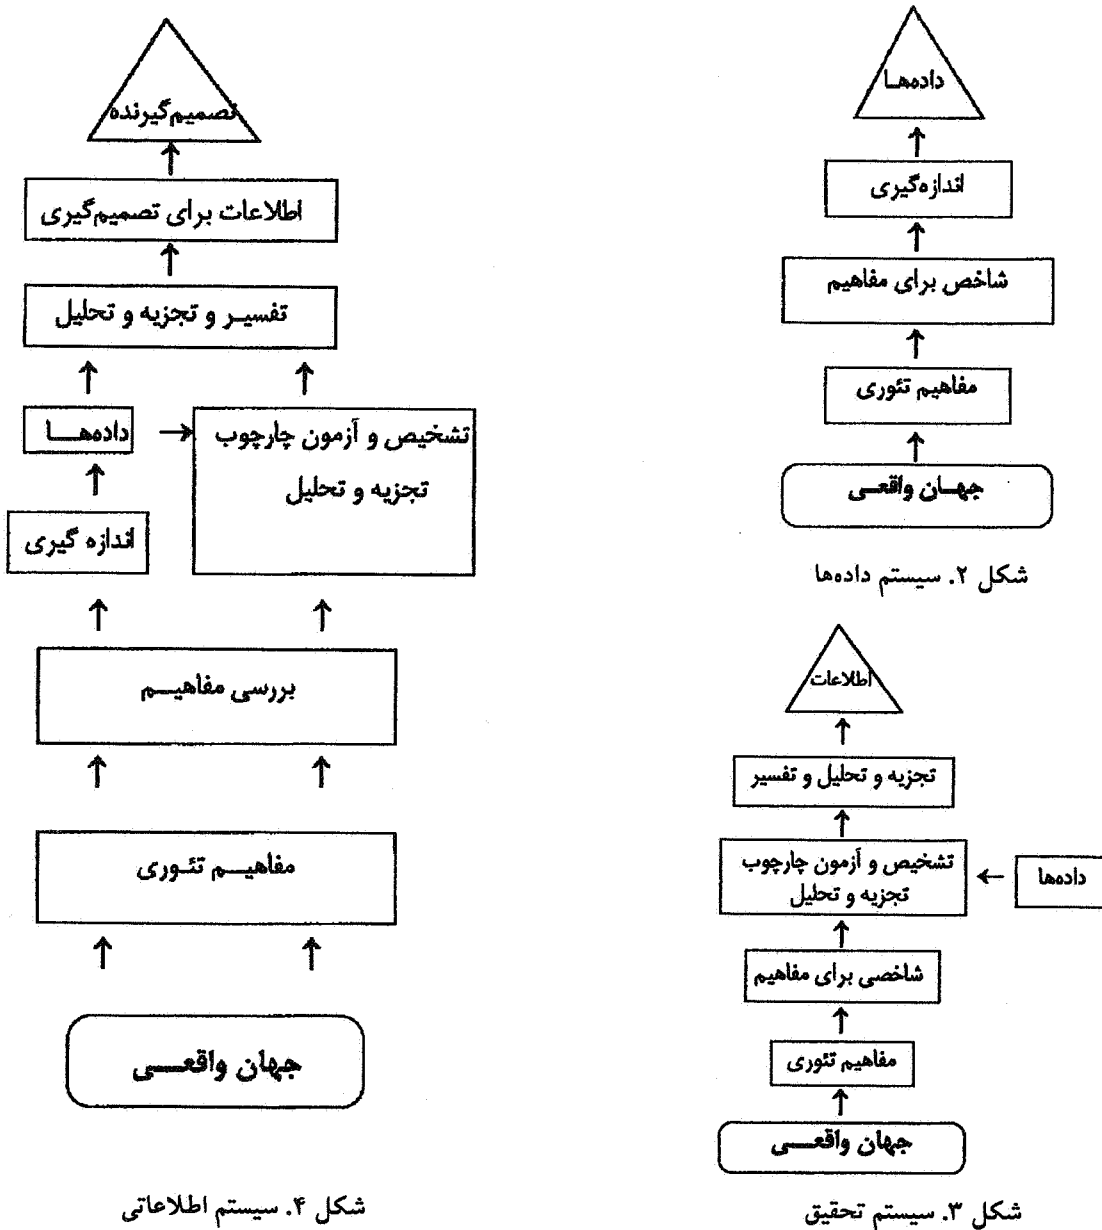 داده‌ها
اندازه‌گیری
شاخص برای مفاهیم
مفاهیم تئوری
جهان واقعی
شکل ۲. سیستم داده‌ها
اطلاعات
تجزیه و تحلیل و تفسیر
تشخیص و آزمون چارچوب
تجزیه و تحلیل
داده‌ها
شاخصی برای مفاهیم
مفاهیم تئوری
جهان واقعی
شکل ۳. سیستم تحقیق
تصمیم‌گیرنده
اطلاعات برای تصمیم‌گیری
تفسیر و تجزیه و تحلیل
داده‌ها
تشخیص و آزمون چارچوب
تجزیه و تحلیل
اندازه گیری
بررسی مفاهیم
مفاهیم تئوری
جهان واقعی
شکل ۴. سیستم اطلاعاتی